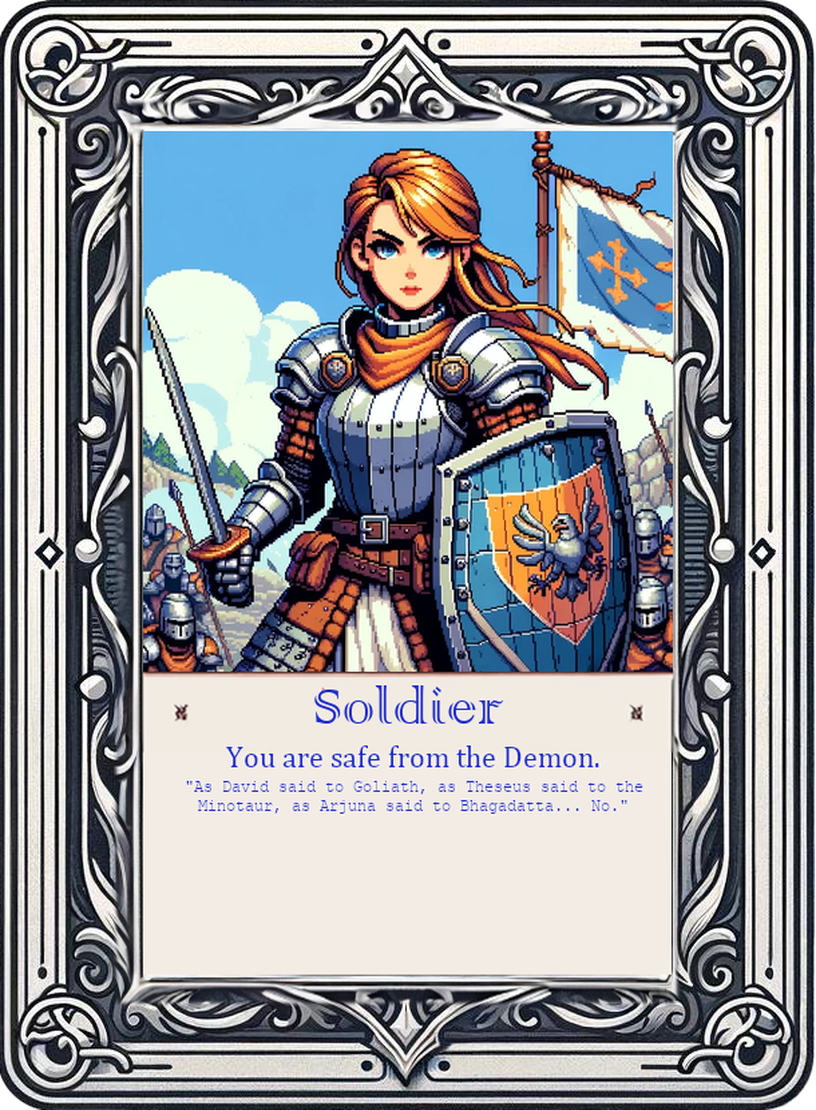 Soldier
You are safe from the Demon.
"As David said to Goliath, as Theseus said to the
Minotaur, as Arjuna said to Bhagadatta... No."